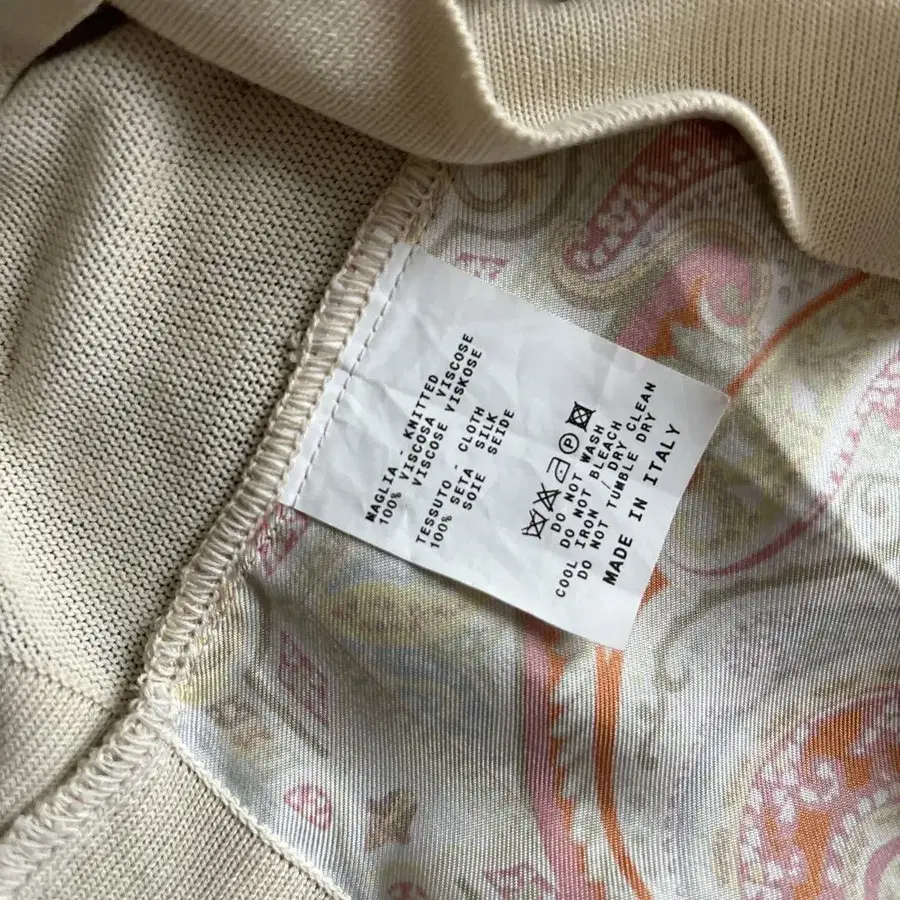 MAGLIA - KNITTED
100% VISCOSA VISCOSE
VISCOSE VISKOSE
TESSUTO - CLOTH
100% SETA SILK
SOIE SEIDE
DO NOT WASH
DO NOT BLEACH
COOL IRON / DRY CLEAN
DO NOT TUMBLE DRY
MADE IN ITALY